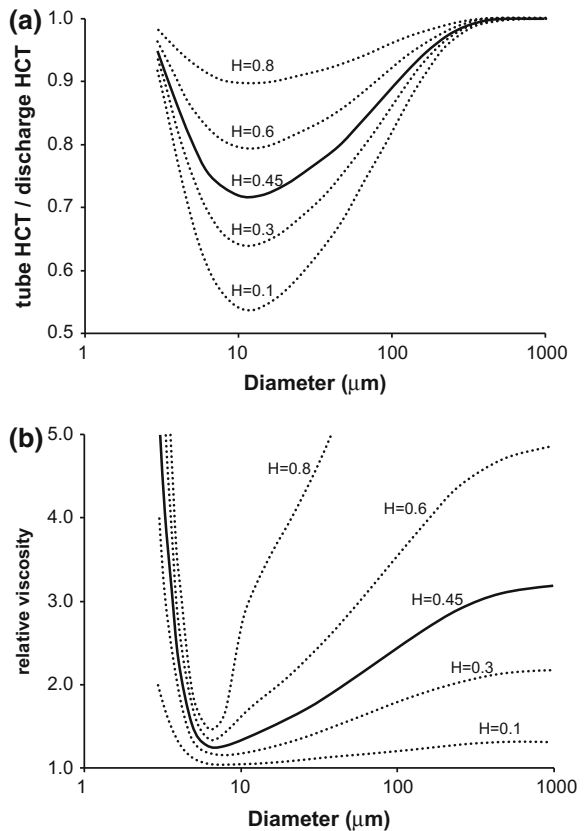 (a)
1.0
0.9
0.8
0.7
0.6
0.5
tube HCT / discharge HCT
H=0.8
H=0.6
H=0.45
H=0.3
H=0.1
1 10 100 1000
Diameter (μm)
(b)
5.0
4.0
3.0
2.0
1.0
relative viscosity
H=0.8
H=0.6
H=0.45
H=0.3
H=0.1
1 10 100 1000
Diameter (μm)